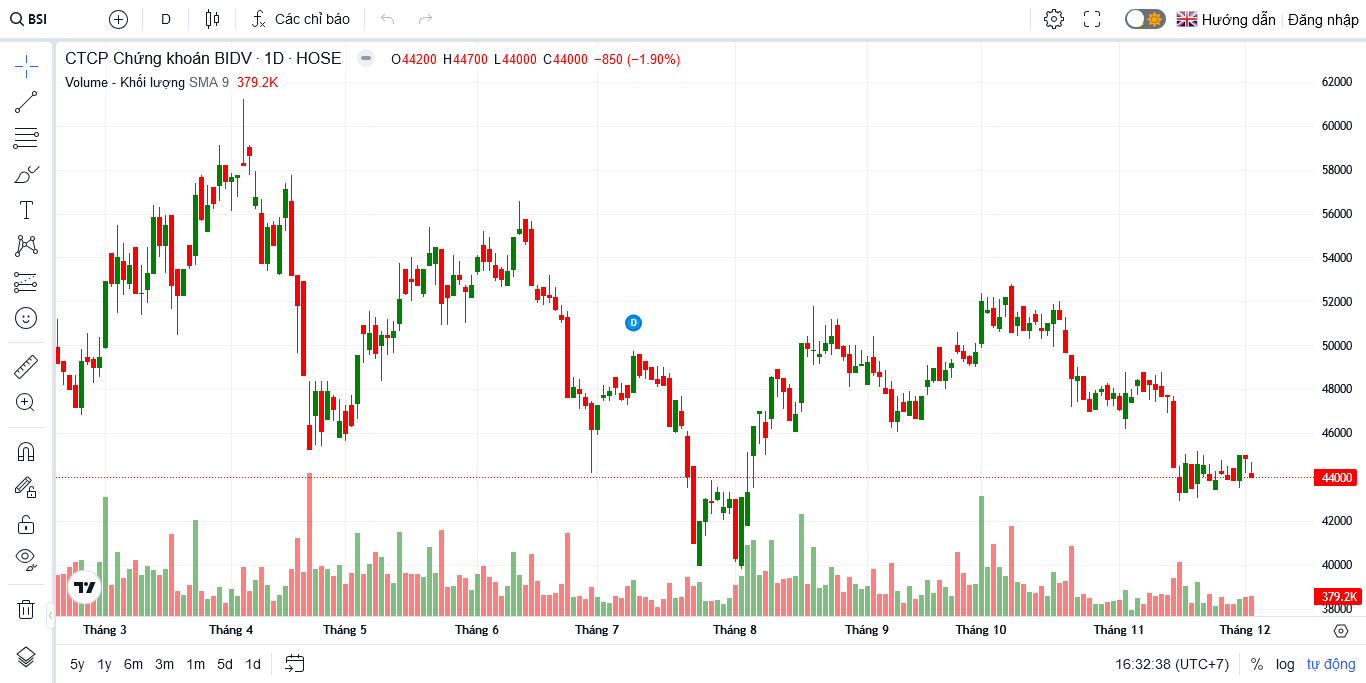 BSI D Các chỉ báo Hướng dẫn Đăng nhập
CTCP Chứng khoán BIDV · 1D · HOSE O44200 H44700 L44000 C44000 −850 (−1.90%)
Volume - Khối lượng SMA 9 379.2K
62000
60000
58000
56000
54000
52000
50000
48000
46000
44000
42000
40000
379.2K
38000
D
Tháng 3 Tháng 4 Tháng 5 Tháng 6 Tháng 7 Tháng 8 Tháng 9 Tháng 10 Tháng 11 Tháng 12
5y 1y 6m 3m 1m 5d 1d 16:32:38 (UTC+7) % log tự động